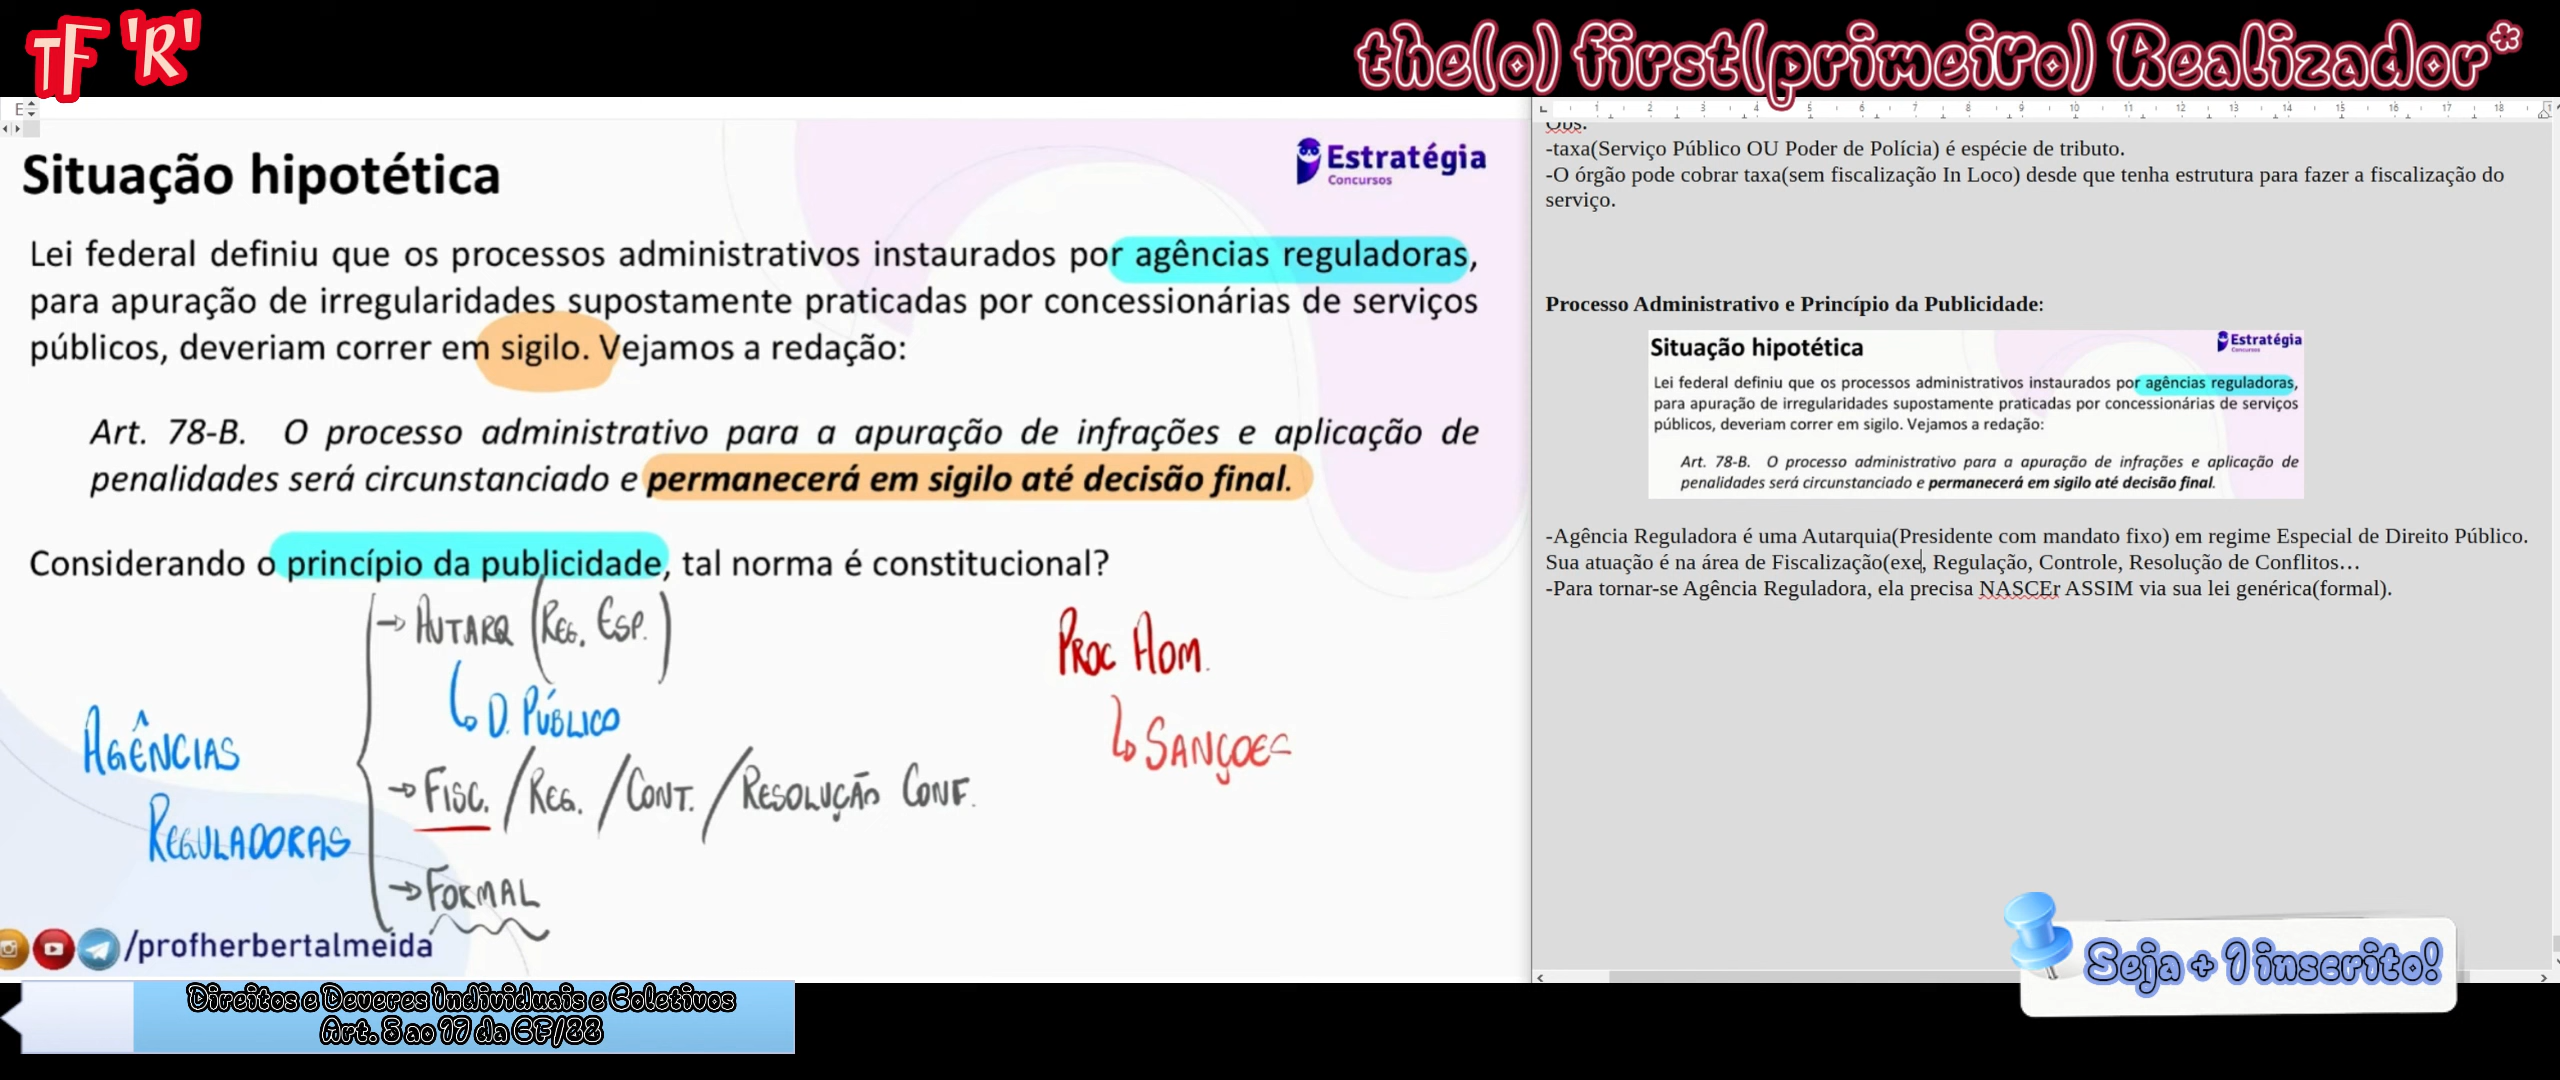 TF 'R'
the(o) first(primeiro) Realizador*
Situação hipotética
Estratégia
Concursos
Lei federal definiu que os processos administrativos instaurados por agências reguladoras,
para apuração de irregularidades supostamente praticadas por concessionárias de serviços
públicos, deveriam correr em sigilo. Vejamos a redação:
Art. 78-B. O processo administrativo para a apuração de infrações e aplicação de
penalidades será circunstanciado e permanecerá em sigilo até decisão final.
Considerando o princípio da publicidade, tal norma é constitucional?
→ AUTARQ (REG. ESP.)
↳ D. PÚBLICO
AGÊNCIAS
REGULADORAS
→ FISC. / REG. / CONT. / RESOLUÇÃO CONF.
→ FORMAL
PROC ADM.
↳ SANÇOES
/profherbertalmeida
Direitos e Deveres Individuais e Coletivos
Art. 5 ao 17 da CF/88
Obs.
-taxa(Serviço Público OU Poder de Polícia) é espécie de tributo.
-O órgão pode cobrar taxa(sem fiscalização In Loco) desde que tenha estrutura para fazer a fiscalização do
serviço.
Processo Administrativo e Princípio da Publicidade:
Situação hipotética
Estratégia
Concursos
Lei federal definiu que os processos administrativos instaurados por agências reguladoras,
para apuração de irregularidades supostamente praticadas por concessionárias de serviços
públicos, deveriam correr em sigilo. Vejamos a redação:
Art. 78-B. O processo administrativo para a apuração de infrações e aplicação de
penalidades será circunstanciado e permanecerá em sigilo até decisão final.
-Agência Reguladora é uma Autarquia(Presidente com mandato fixo) em regime Especial de Direito Público.
Sua atuação é na área de Fiscalização(exe, Regulação, Controle, Resolução de Conflitos…
-Para tornar-se Agência Reguladora, ela precisa NASCEr ASSIM via sua lei genérica(formal).
Seja + 1 inscrito!